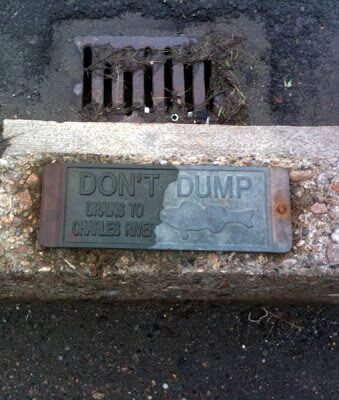 DON'T DUMP
DRAINS TO
CHARLES RIVER